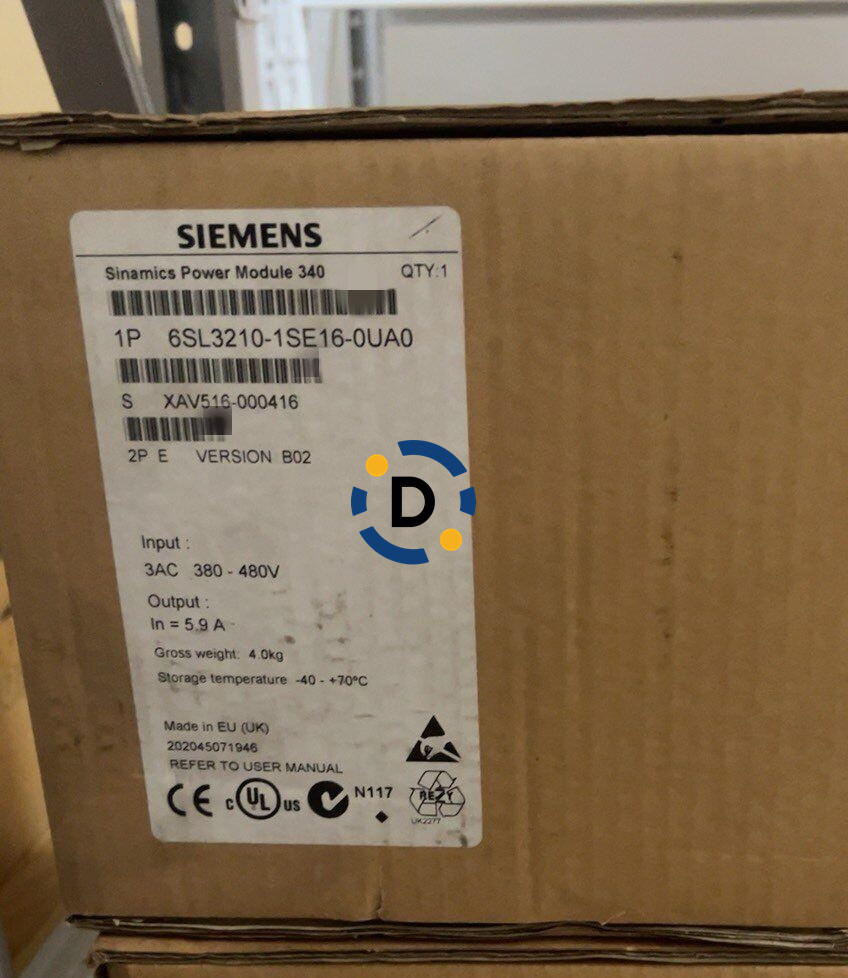 SIEMENS
Sinamics Power Module 340 QTY:1
1P 6SL3210-1SE16-0UA0
S XAV516-000416
2P E VERSION B02
D
Input :
3AC 380 - 480V
Output :
In = 5.9 A
Gross weight: 4.0kg
Storage temperature -40 - +70°C
Made in EU (UK)
202045071946
REFER TO USER MANUAL
CE c UL US N117 RESY
UK2277